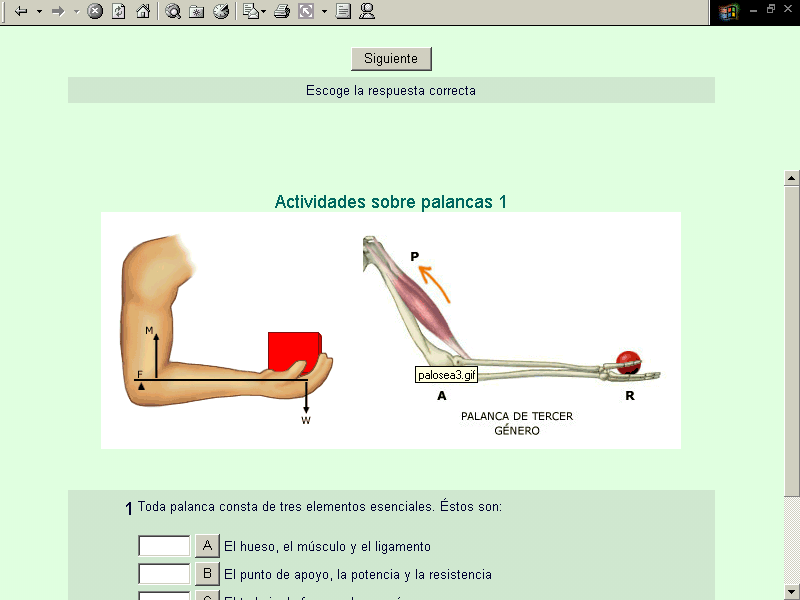 Siguiente
Escoge la respuesta correcta
Actividades sobre palancas 1
M
F
W
P
palosea3.gif
A
R
PALANCA DE TERCER
GÉNERO
1 Toda palanca consta de tres elementos esenciales. Éstos son:
A El hueso, el músculo y el ligamento
B El punto de apoyo, la potencia y la resistencia